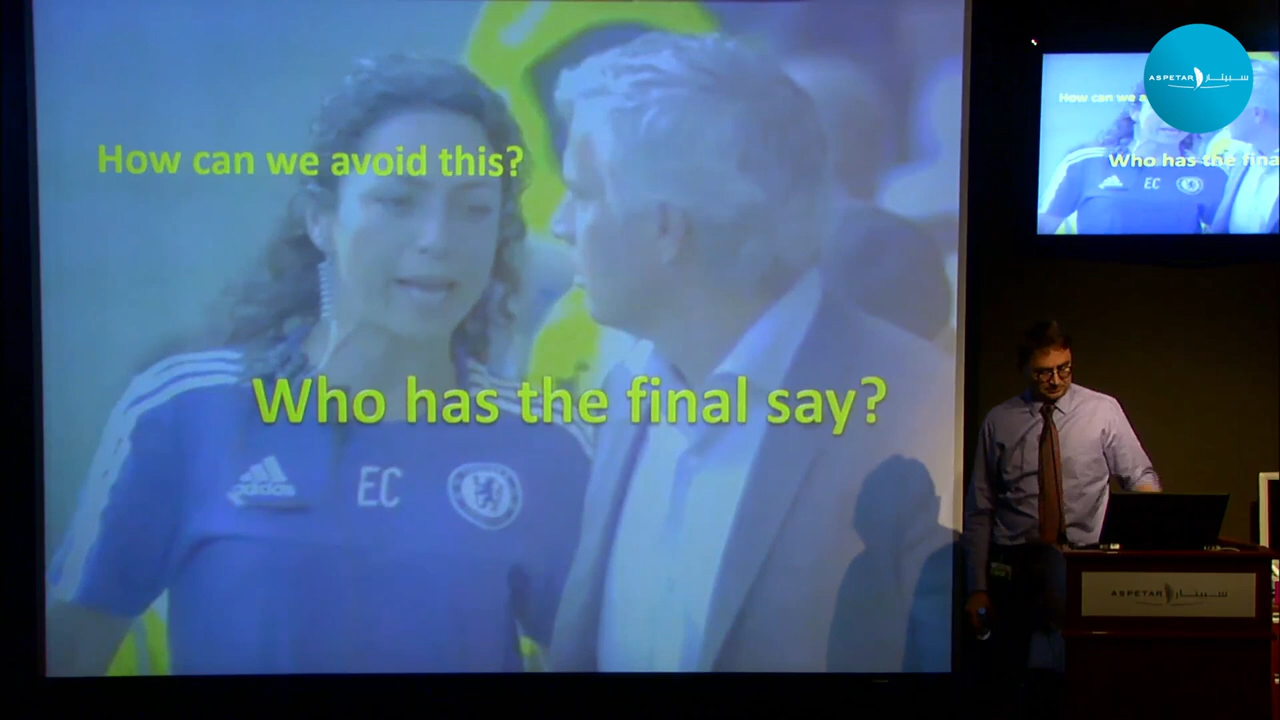 How can we avoid this?
Who has the final say?
adidas
EC
ASPETAR سبيتار
How can we a
Who has the fina
EC
ASPETAR سبيتار